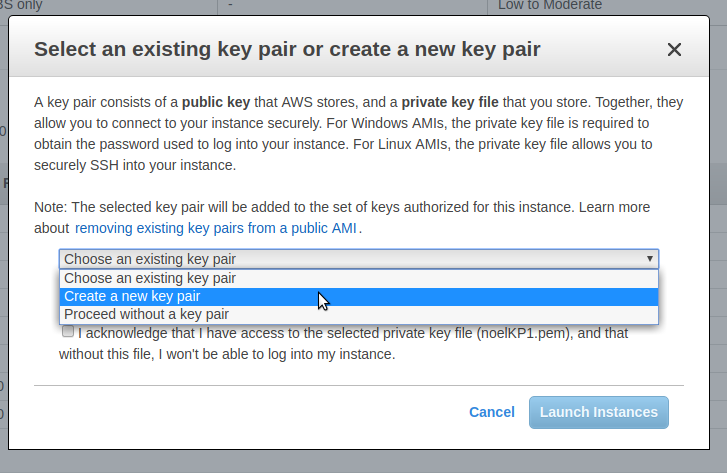 BS only - Low to Moderate
Select an existing key pair or create a new key pair
A key pair consists of a public key that AWS stores, and a private key file that you store. Together, they
allow you to connect to your instance securely. For Windows AMIs, the private key file is required to
obtain the password used to log into your instance. For Linux AMIs, the private key file allows you to
securely SSH into your instance.
Note: The selected key pair will be added to the set of keys authorized for this instance. Learn more
about removing existing key pairs from a public AMI.
Choose an existing key pair
Choose an existing key pair
Create a new key pair
Proceed without a key pair
I acknowledge that I have access to the selected private key file (noelKP1.pem), and that
without this file, I won't be able to log into my instance.
Cancel Launch Instances